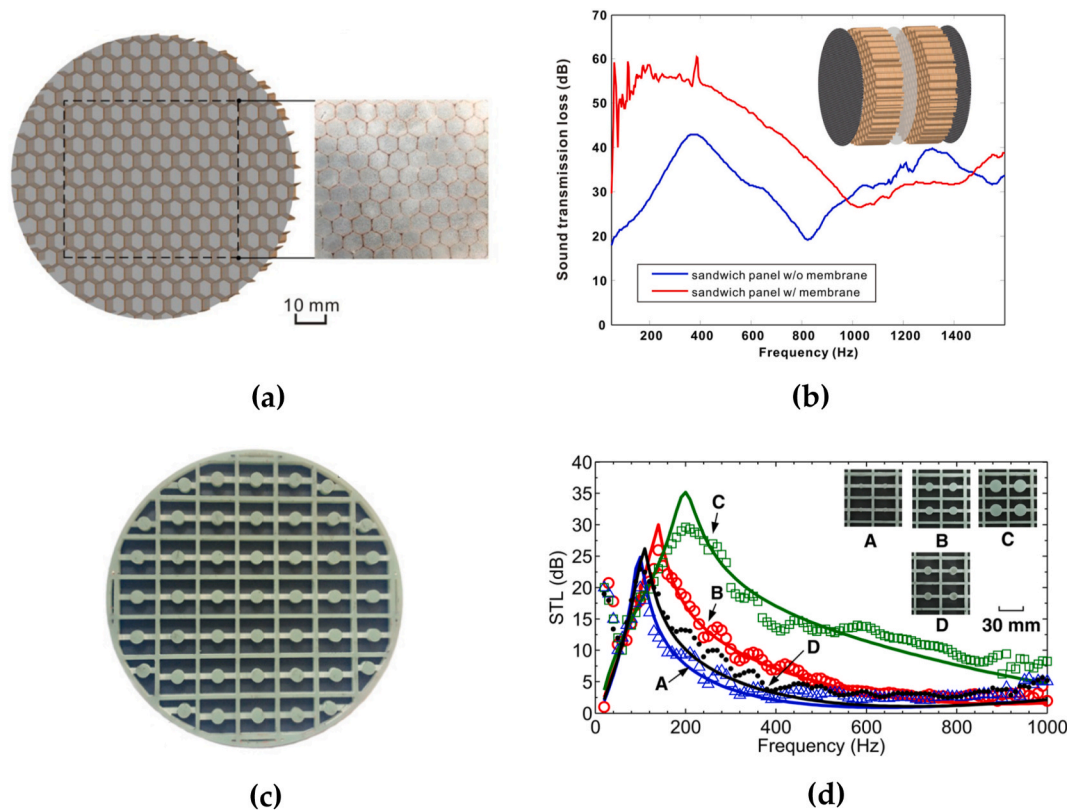 10 mm
(a)
Sound transmission loss (dB)
70
60
50
40
30
20
10
0
sandwich panel w/o membrane
sandwich panel w/ membrane
200 400 600 800 1000 1200 1400
Frequency (Hz)
(b)
(c)
STL (dB)
40
35
30
25
20
15
10
5
0
C
B
A
D
A B C
D
30 mm
0 200 400 600 800 1000
Frequency (Hz)
(d)